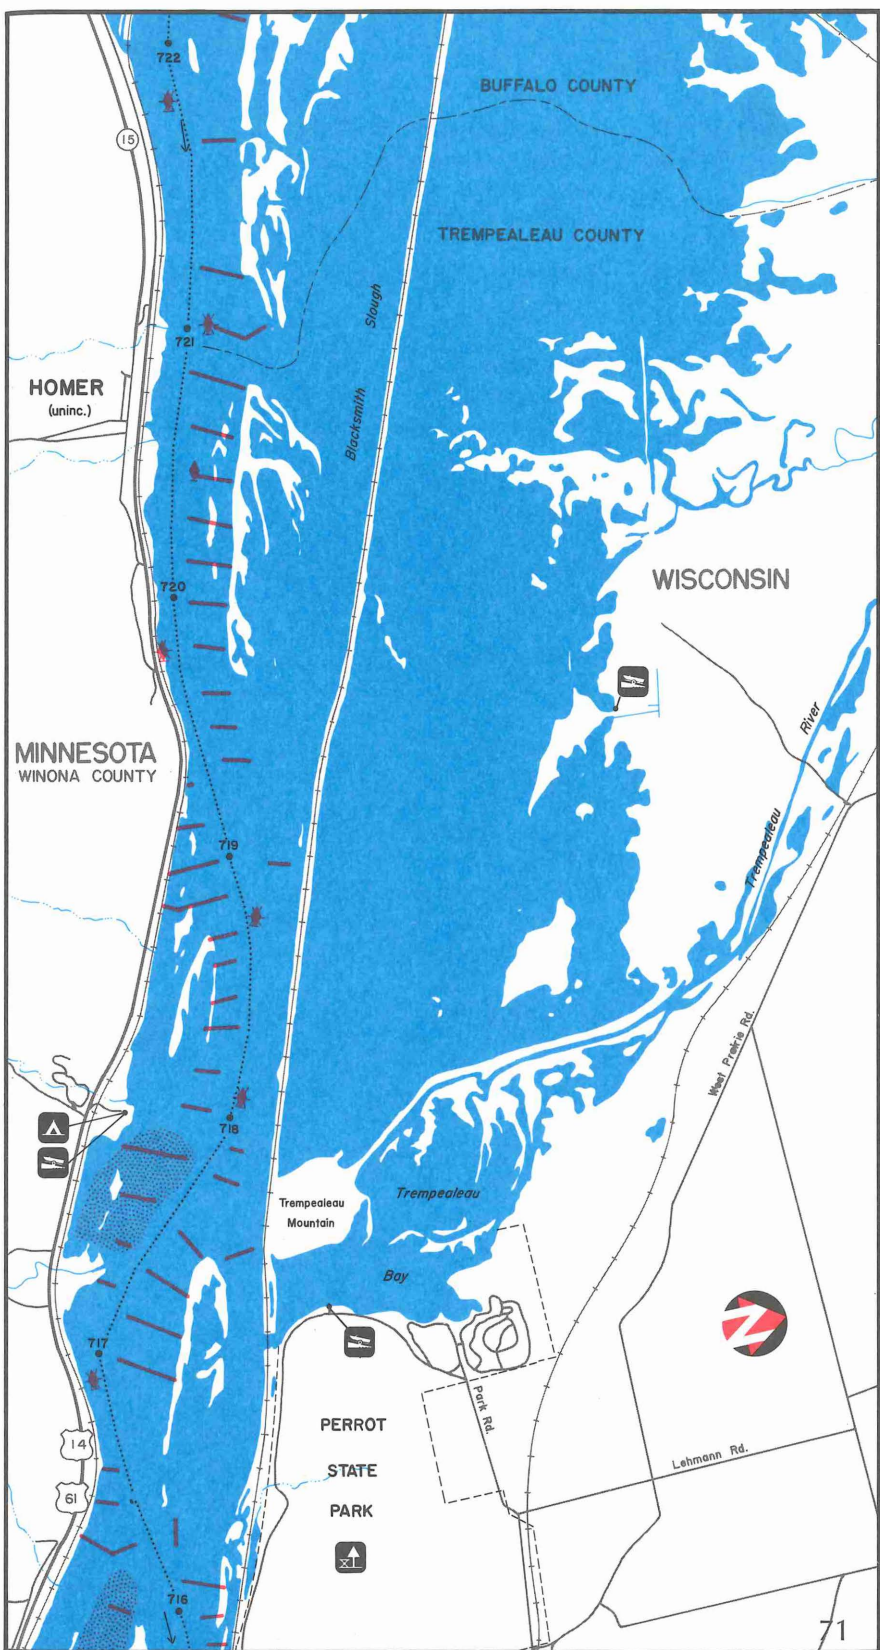 722
BUFFALO COUNTY
15
TREMPEALEAU COUNTY
Slough
721
HOMER
(uninc.)
Blacksmith
720
WISCONSIN
River
MINNESOTA
WINONA COUNTY
Trempealeau
719
West Prairie Rd.
718
Trempealeau
Mountain
Trempealeau
Bay
N
717
Park Rd.
14
PERROT
STATE
PARK
Lehmann Rd.
61
716
71